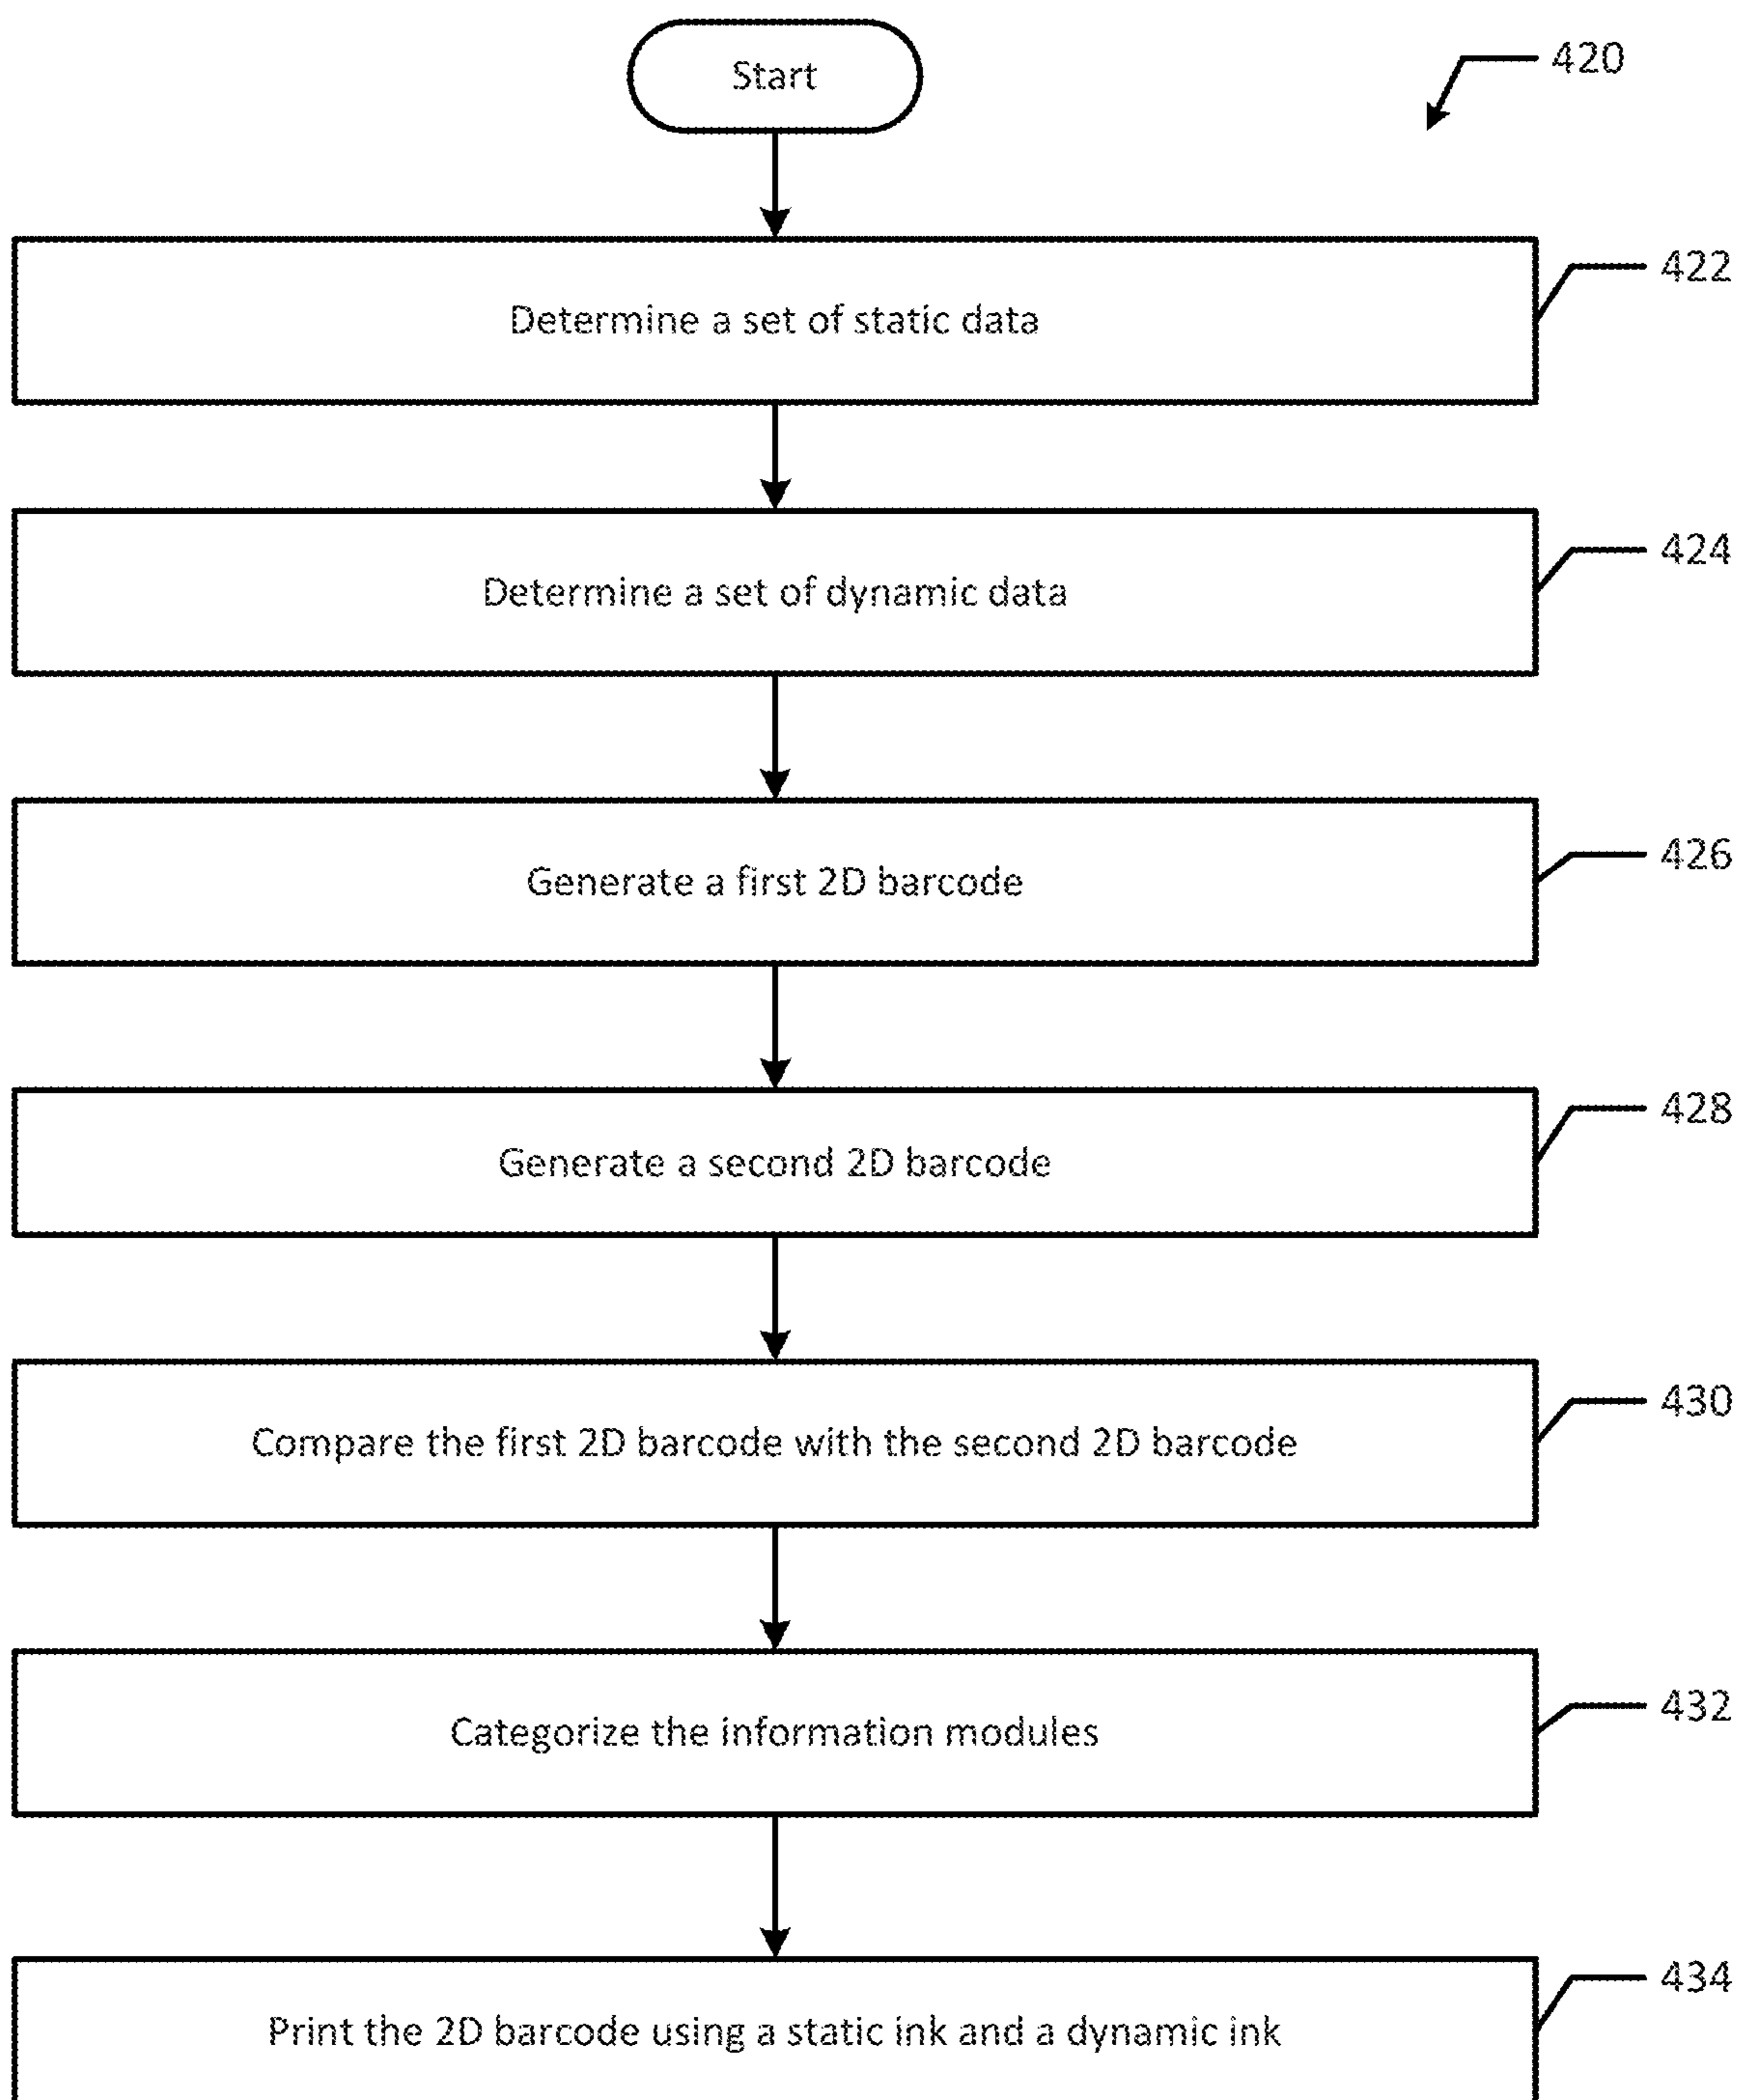 Start
420
Determine a set of static data
422
Determine a set of dynamic data
424
Generate a first 2D barcode
426
Generate a second 2D barcode
428
Compare the first 2D barcode with the second 2D barcode
430
Categorize the information modules
432
Print the 2D barcode using a static ink and a dynamic ink
434